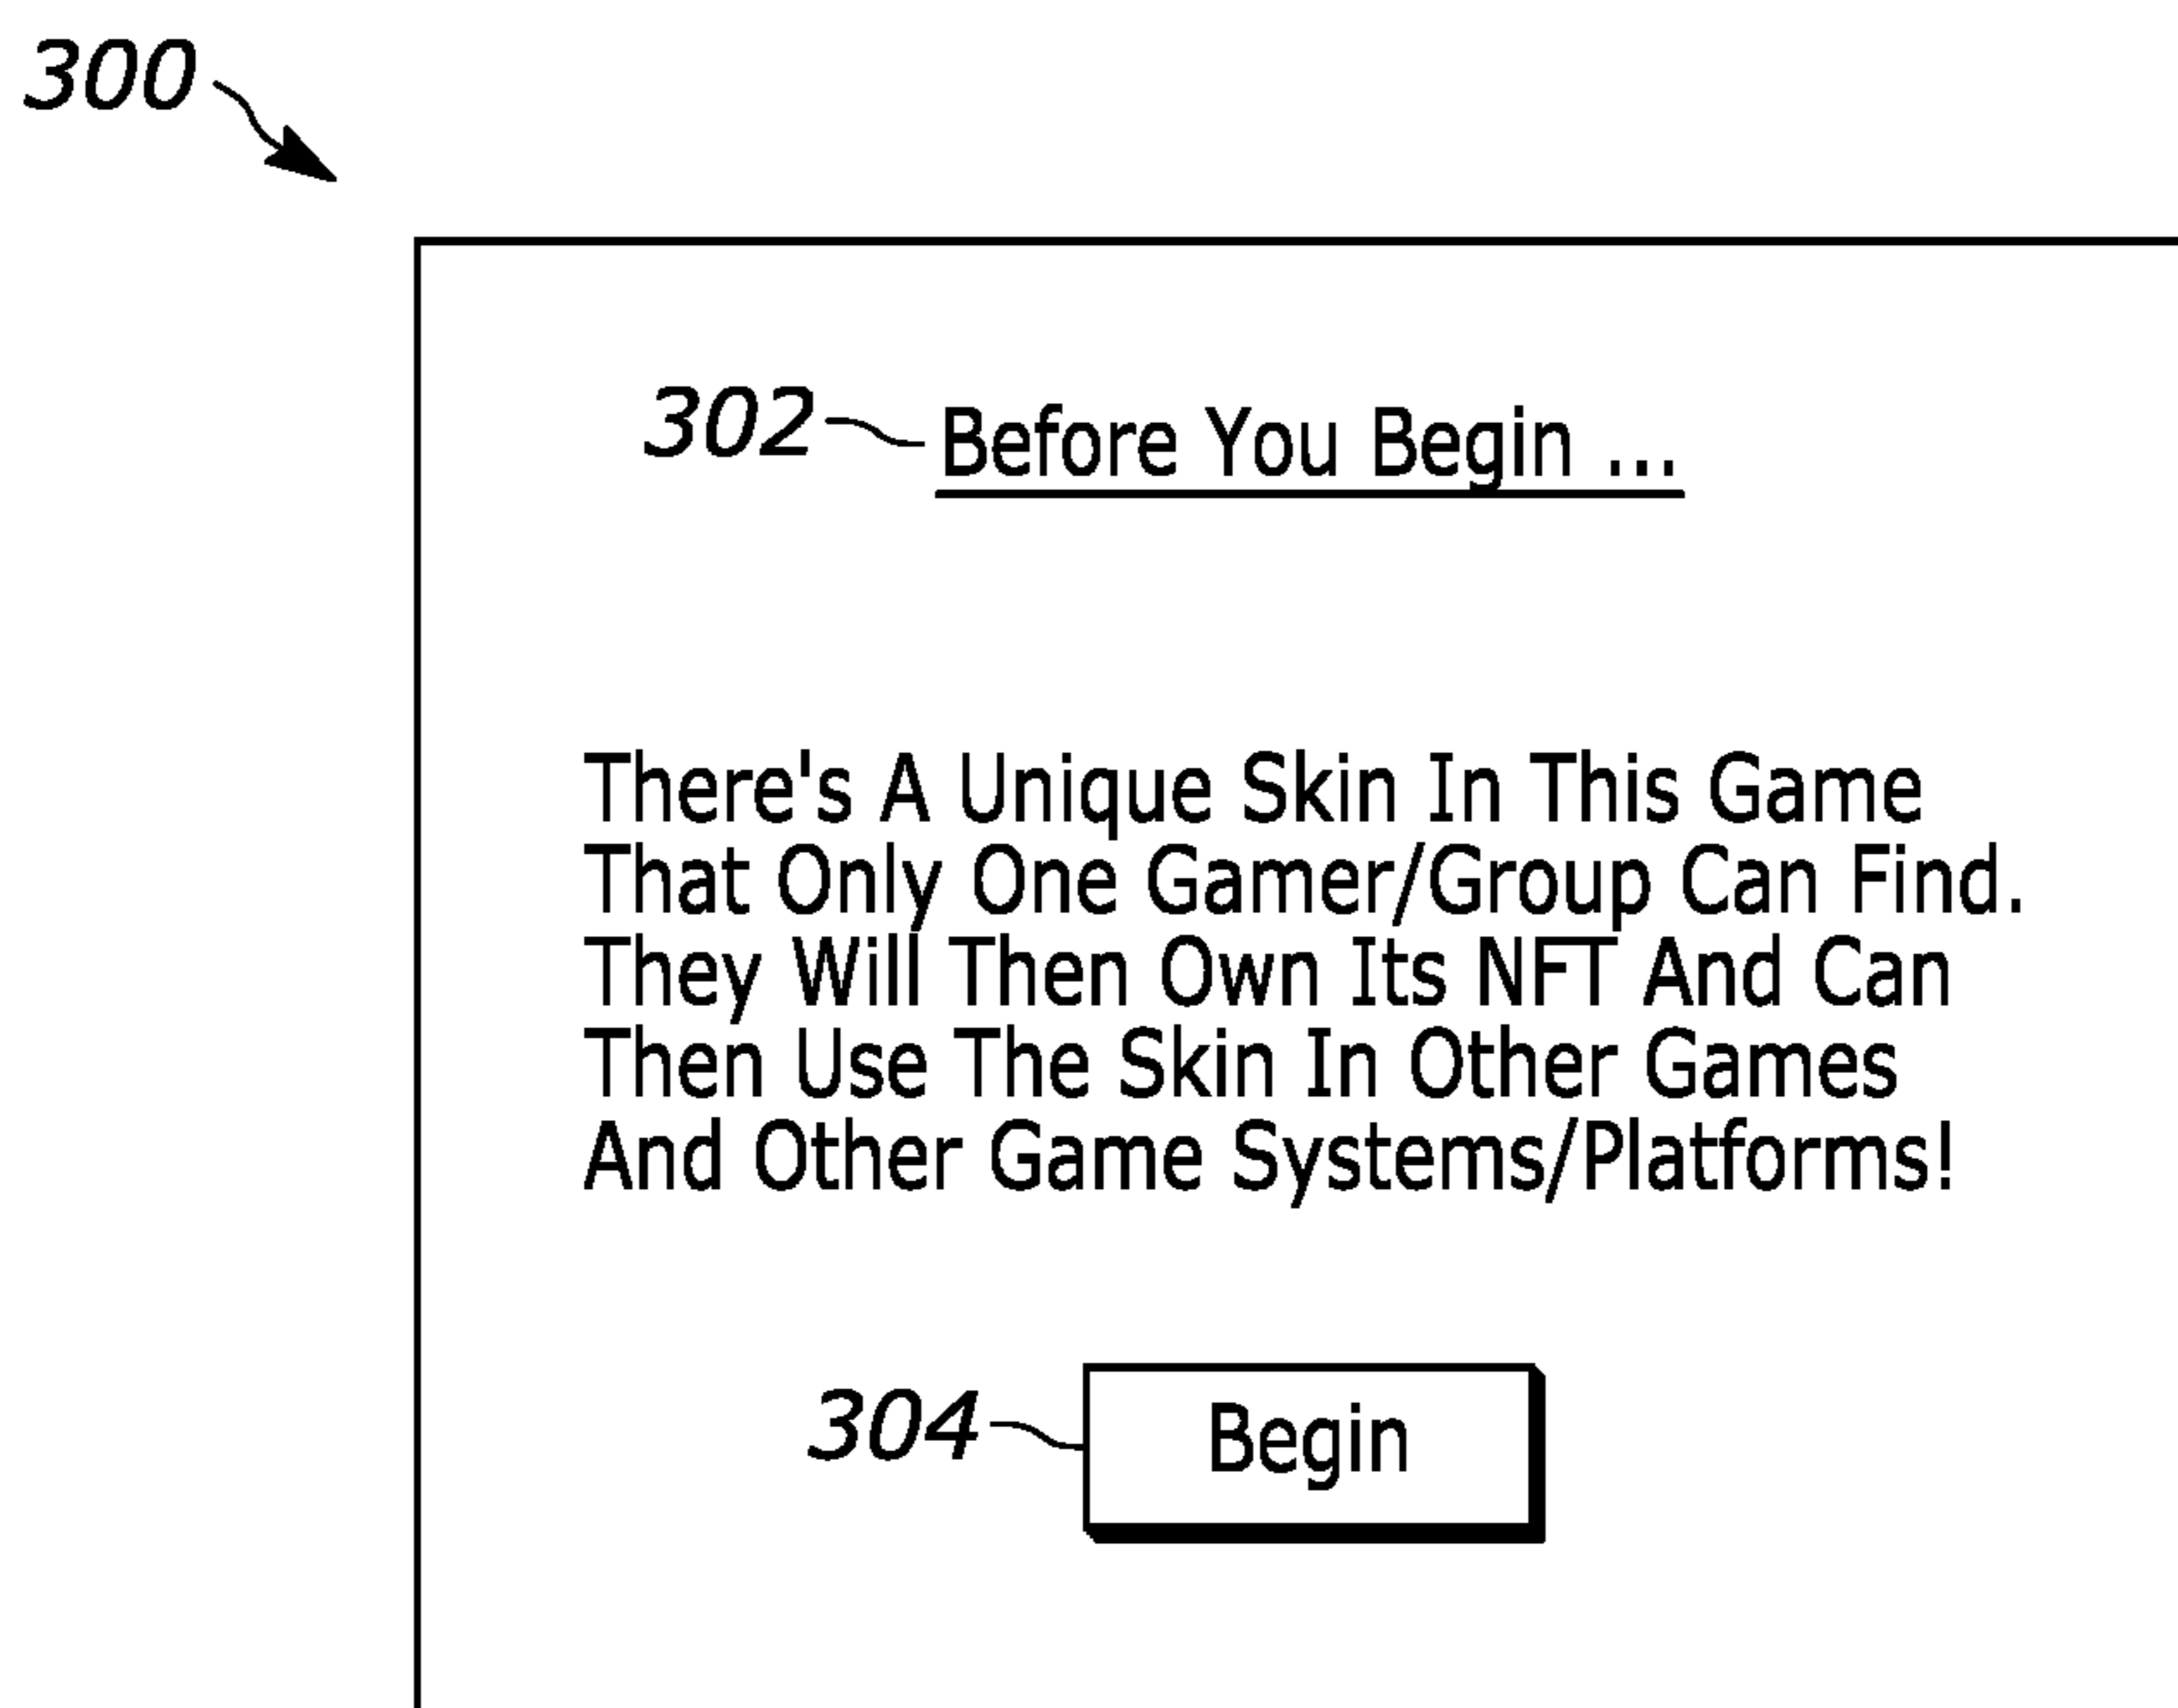 300
302 Before You Begin ...
There's A Unique Skin In This Game
That Only One Gamer/Group Can Find.
They Will Then Own Its NFT And Can
Then Use The Skin In Other Games
And Other Game Systems/Platforms!
304 Begin